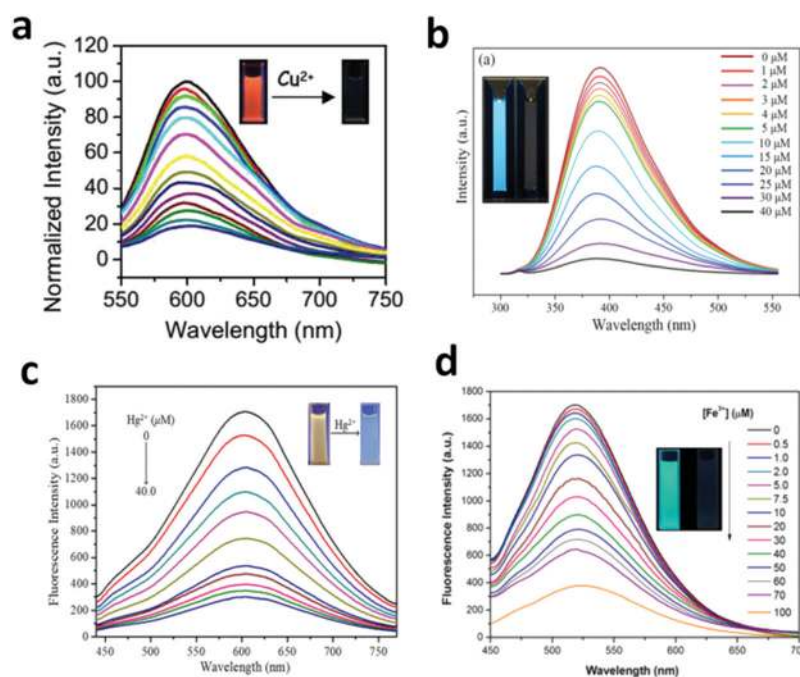 a
Normalized Intensity (a.u.)
120
100
80
60
40
20
0
550 600 650 700 750
Wavelength (nm)
Cu²⁺
b
(a)
Intensity (a.u.)
300 350 400 450 500 550
Wavelength (nm)
0 μM
1 μM
2 μM
3 μM
4 μM
5 μM
10 μM
15 μM
20 μM
25 μM
30 μM
40 μM
c
Fluorescence Intensity (a.u.)
1800
1600
1400
1200
1000
800
600
400
200
0
450 500 550 600 650 700 750
Wavelength (nm)
Hg²⁺ (μM)
0
40.0
Hg²⁺
d
Fluorescence Intensity (a.u.)
1800
1600
1400
1200
1000
800
600
400
200
0
450 500 550 600 650 700
Wavelength (nm)
[Fe³⁺] (μM)
0
0.5
1.0
2.0
5.0
7.5
10
20
30
40
50
60
70
100